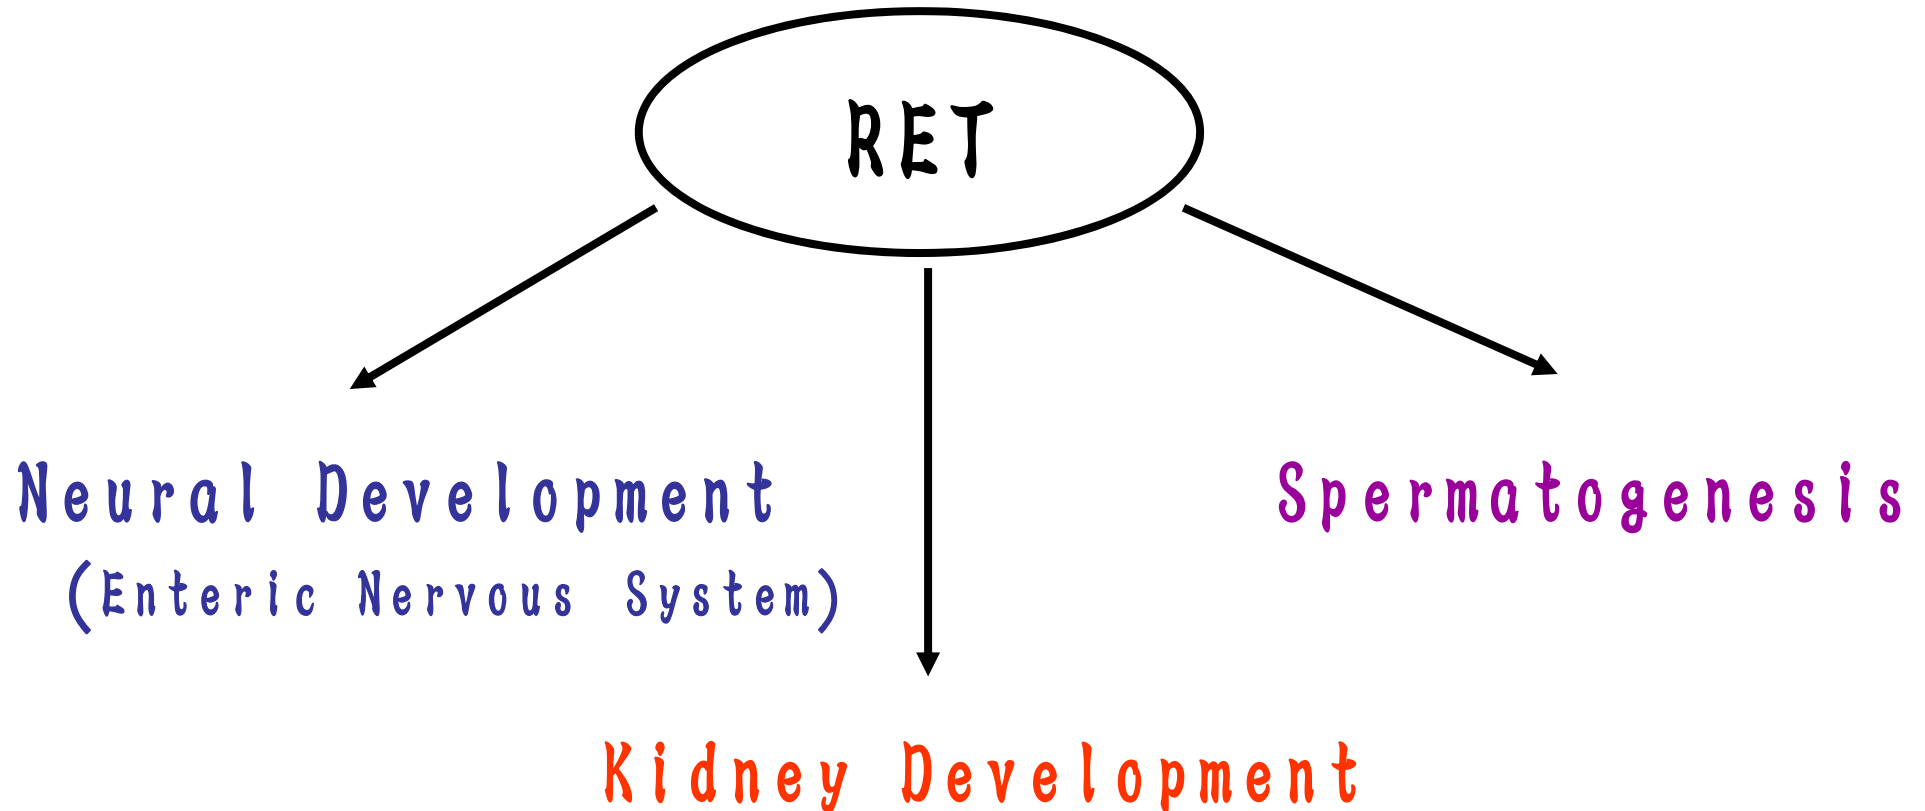 RET
Neural Development
(Enteric Nervous System)
Spermatogenesis
Kidney Development